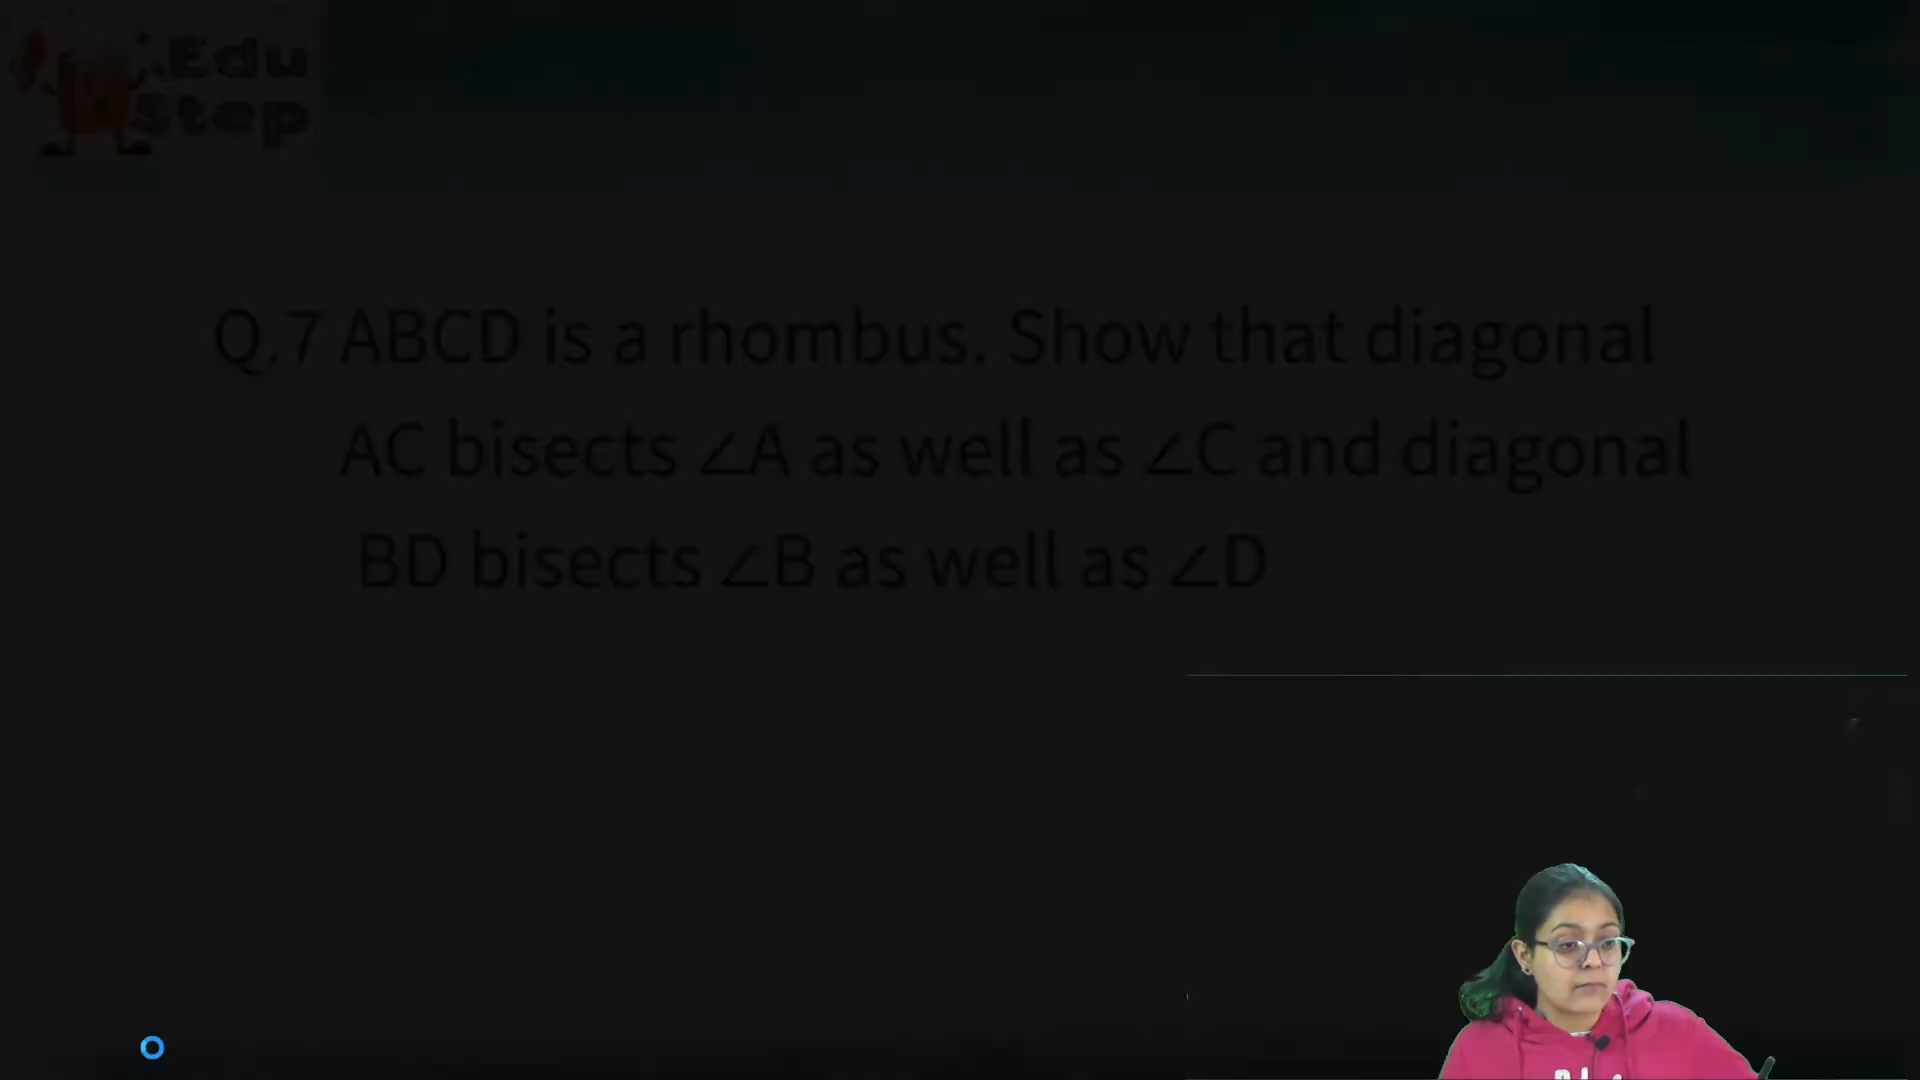 Edu
Step
Q.7 ABCD is a rhombus. Show that diagonal
AC bisects ∠A as well as ∠C and diagonal
BD bisects ∠B as well as ∠D